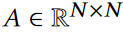 A ∈ ℝ^{N×N}